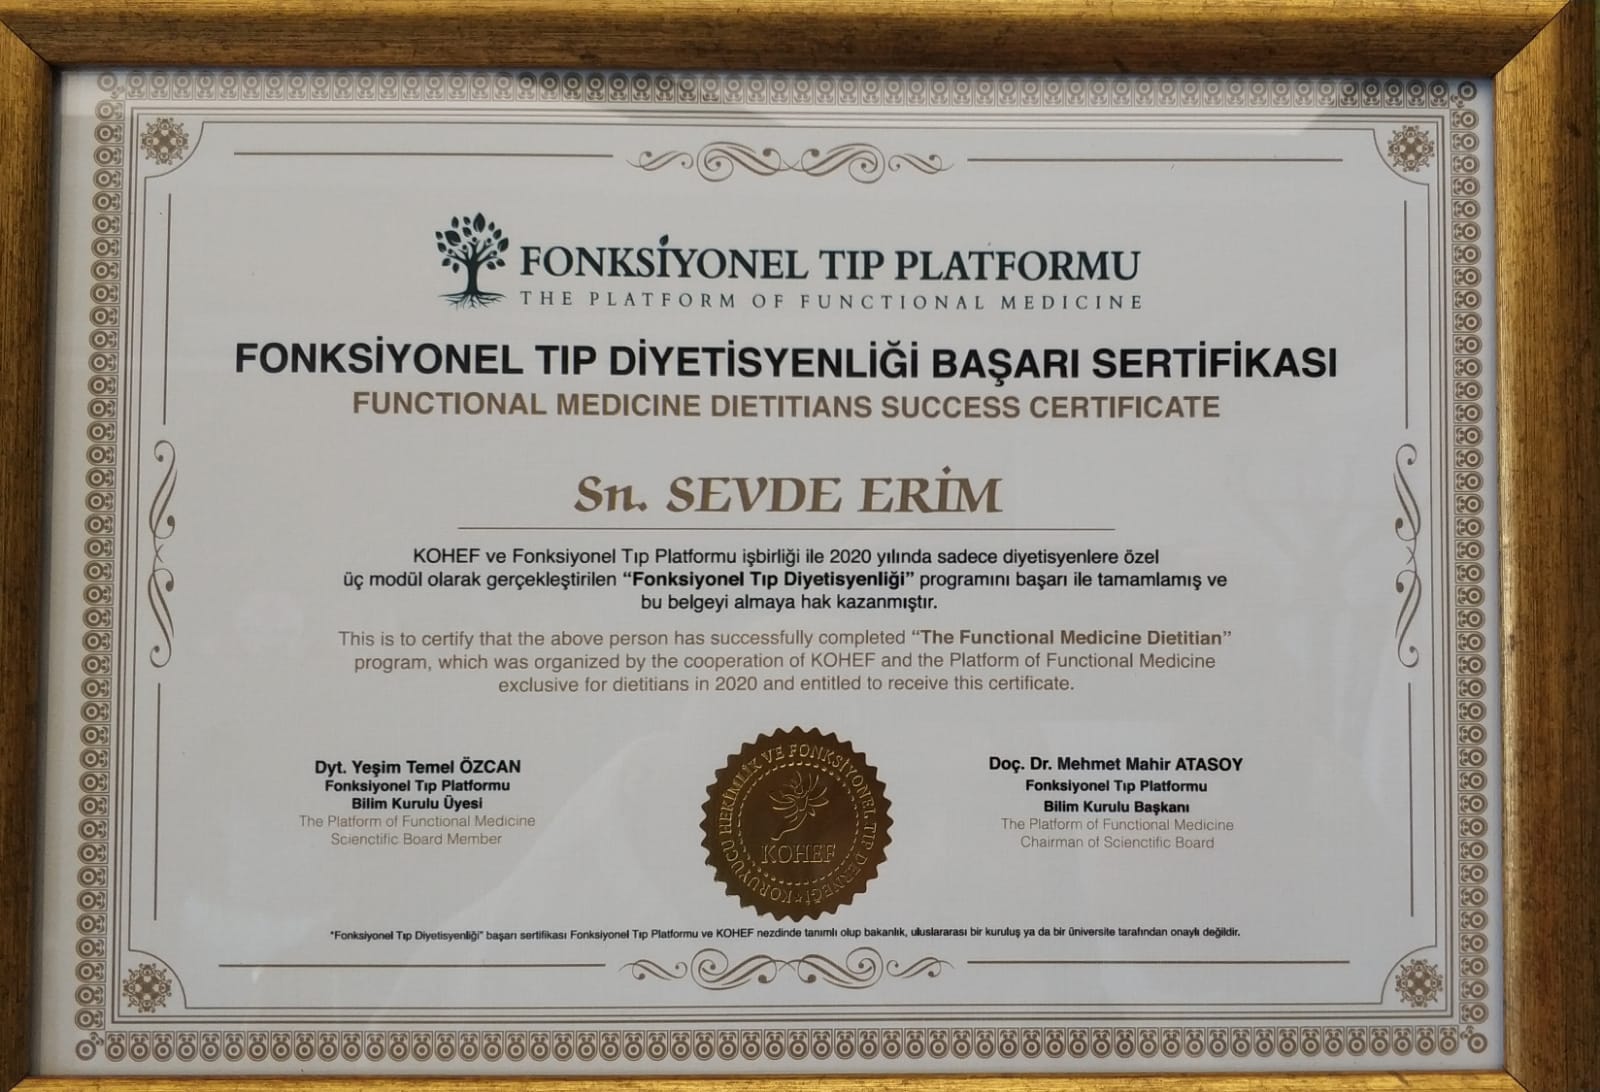 FONKSİYONEL TIP PLATFORMU
THE PLATFORM OF FUNCTIONAL MEDICINE
FONKSİYONEL TIP DİYETİSYENLİĞİ BAŞARI SERTİFİKASI
FUNCTIONAL MEDICINE DIETITIANS SUCCESS CERTIFICATE
Sn. SEVDE ERİM
KOHEF ve Fonksiyonel Tıp Platformu işbirliği ile 2020 yılında sadece diyetisyenlere özel
üç modül olarak gerçekleştirilen “Fonksiyonel Tıp Diyetisyenliği” programını başarı ile tamamlamış ve
bu belgeyi almaya hak kazanmıştır.
This is to certify that the above person has successfully completed “The Functional Medicine Dietitian”
program, which was organized by the cooperation of KOHEF and the Platform of Functional Medicine
exclusive for dietitians in 2020 and entitled to receive this certificate.
Dyt. Yeşim Temel ÖZCAN
Fonksiyonel Tıp Platformu
Bilim Kurulu Üyesi
The Platform of Functional Medicine
Scienctific Board Member
KORUYUCU HEKİMLİK VE FONKSİYONEL TIP DERNEĞİ
KOHEF
Doç. Dr. Mehmet Mahir ATASOY
Fonksiyonel Tıp Platformu
Bilim Kurulu Başkanı
The Platform of Functional Medicine
Chairman of Scienctific Board
"Fonksiyonel Tıp Diyetisyenliği" başarı sertifikası Fonksiyonel Tıp Platformu ve KOHEF nezdinde tanımlı olup bakanlık, uluslararası bir kuruluş ya da bir üniversite tarafından onaylı değildir.